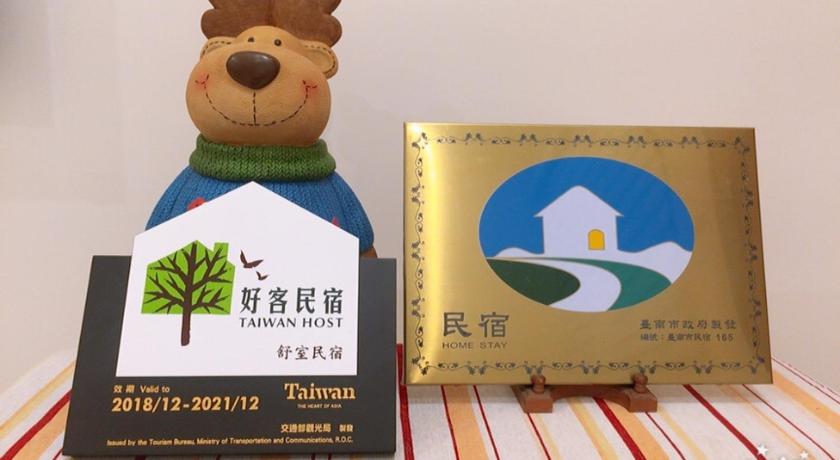 好客民宿
TAIWAN HOST
舒室民宿
效期 Valid to
2018/12-2021/12
Taiwan
THE HEART OF ASIA
交通部觀光局 製發
Issued by the Tourism Bureau, Ministry of Transportation and Communications, R.O.C.
民宿
HOME STAY
臺南市政府製發
編號：臺南市民宿 165